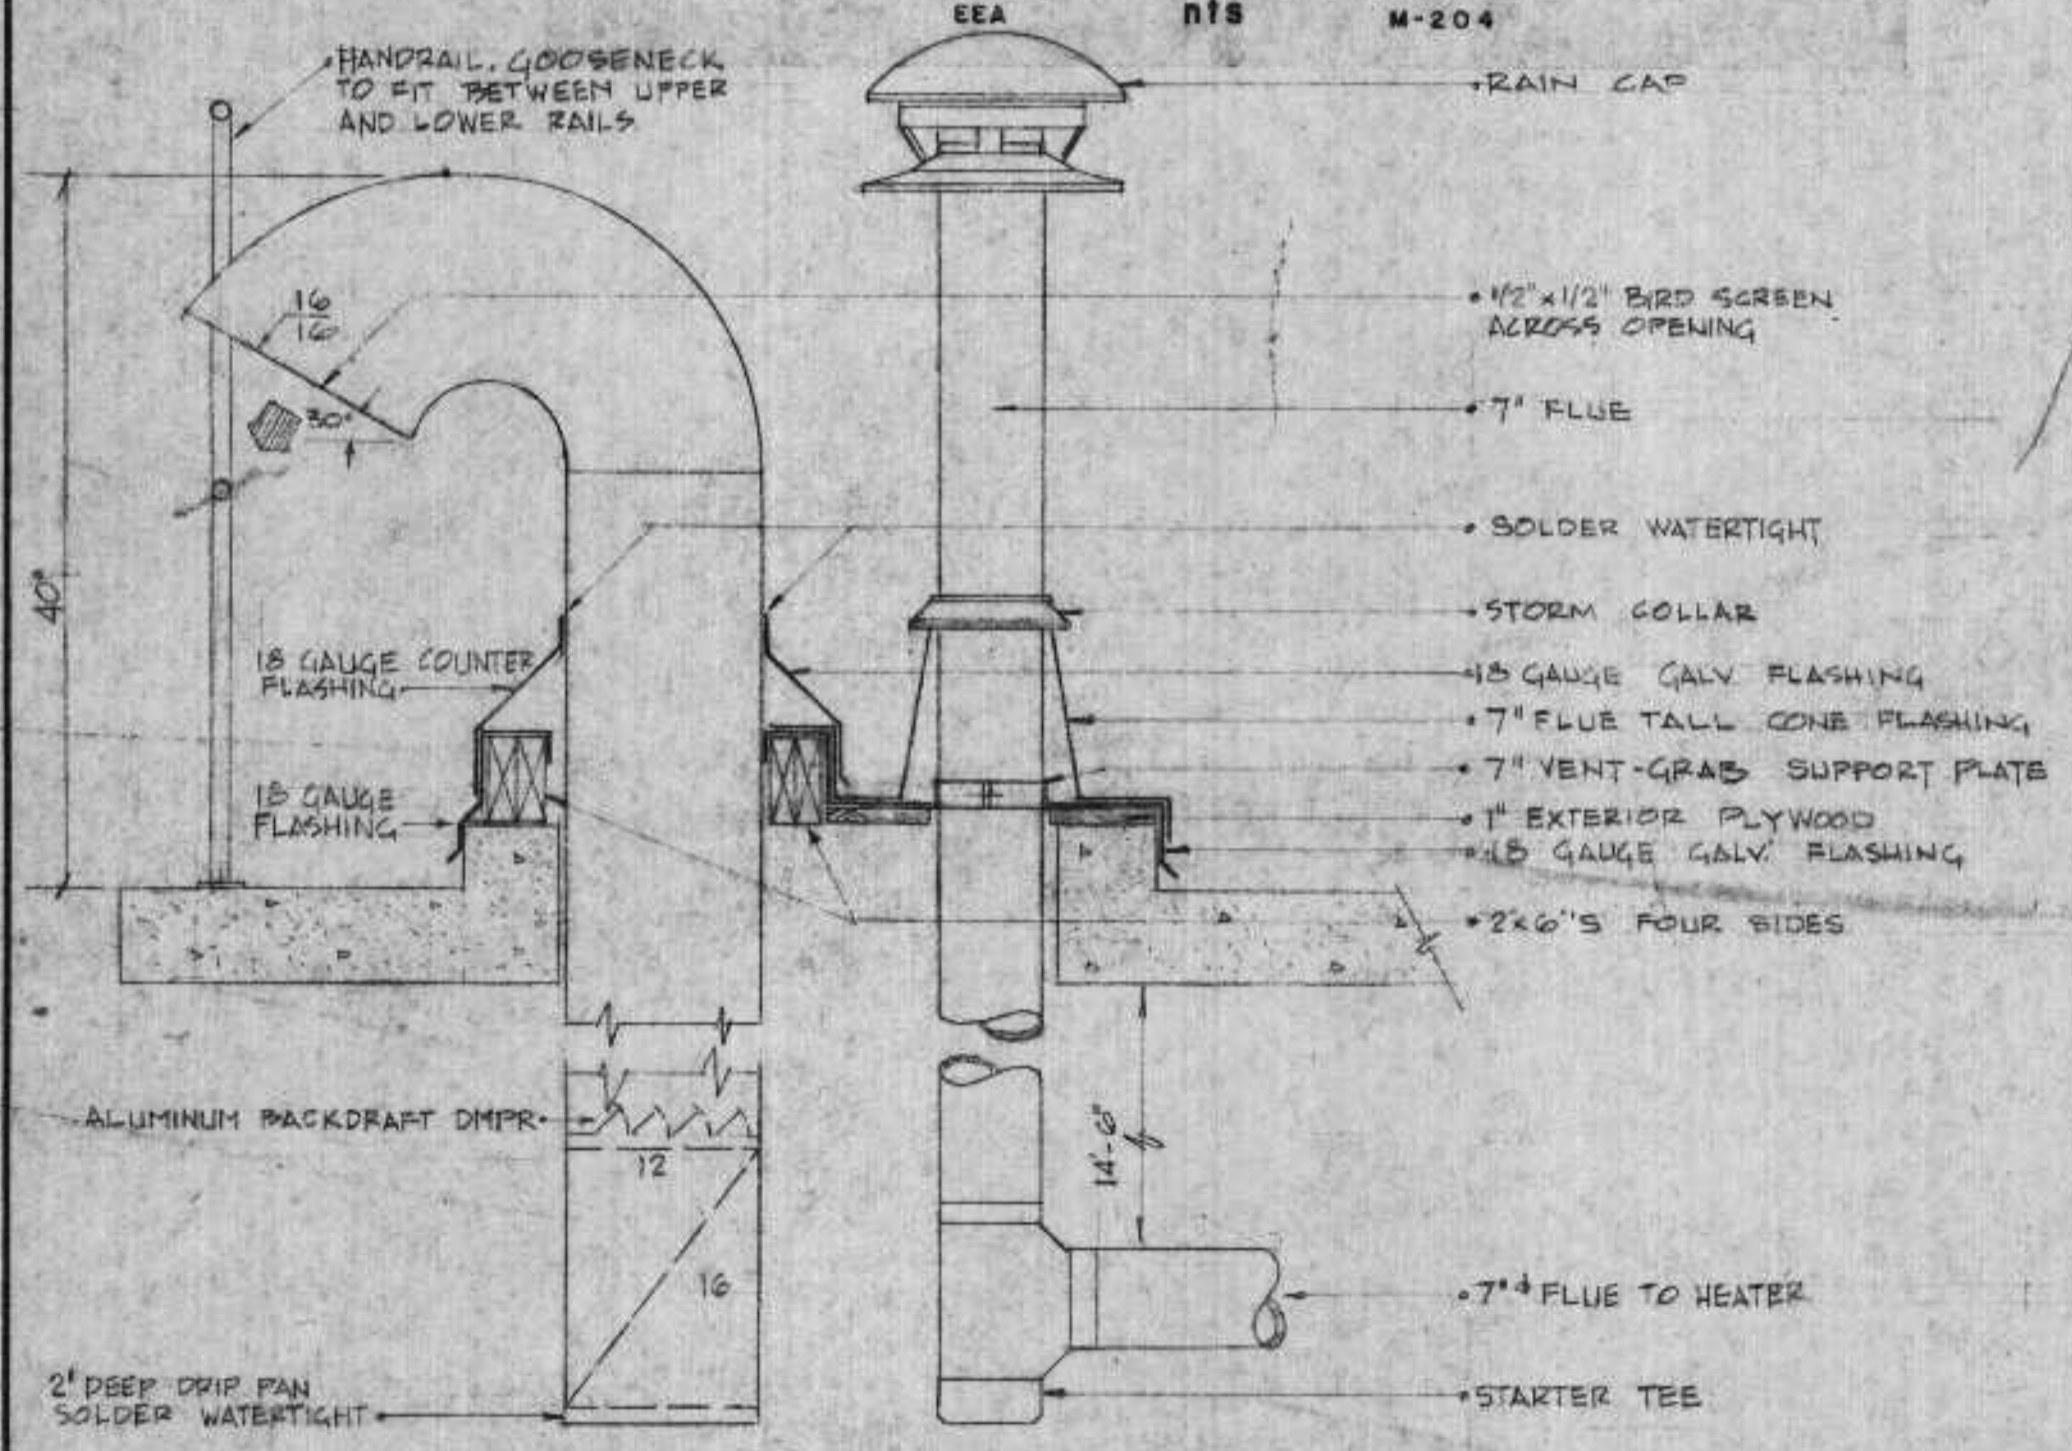 EEA nts M-204
HANDRAIL. GOOSENECK
TO FIT BETWEEN UPPER
AND LOWER RAILS
RAIN CAP
16
16
30°
1/2" x 1/2" BIRD SCREEN
ACROSS OPENING
7" FLUE
SOLDER WATERTIGHT
40"
STORM COLLAR
18 GAUGE COUNTER
FLASHING
18 GAUGE GALV. FLASHING
7" FLUE TALL CONE FLASHING
7" VENT-GRAB SUPPORT PLATE
18 GAUGE
FLASHING
1" EXTERIOR PLYWOOD
18 GAUGE GALV. FLASHING
2x6"S FOUR SIDES
ALUMINUM BACKDRAFT DMPR
12
14'-6"
16
7"ϕ FLUE TO HEATER
2" DEEP DRIP PAN
SOLDER WATERTIGHT
STARTER TEE